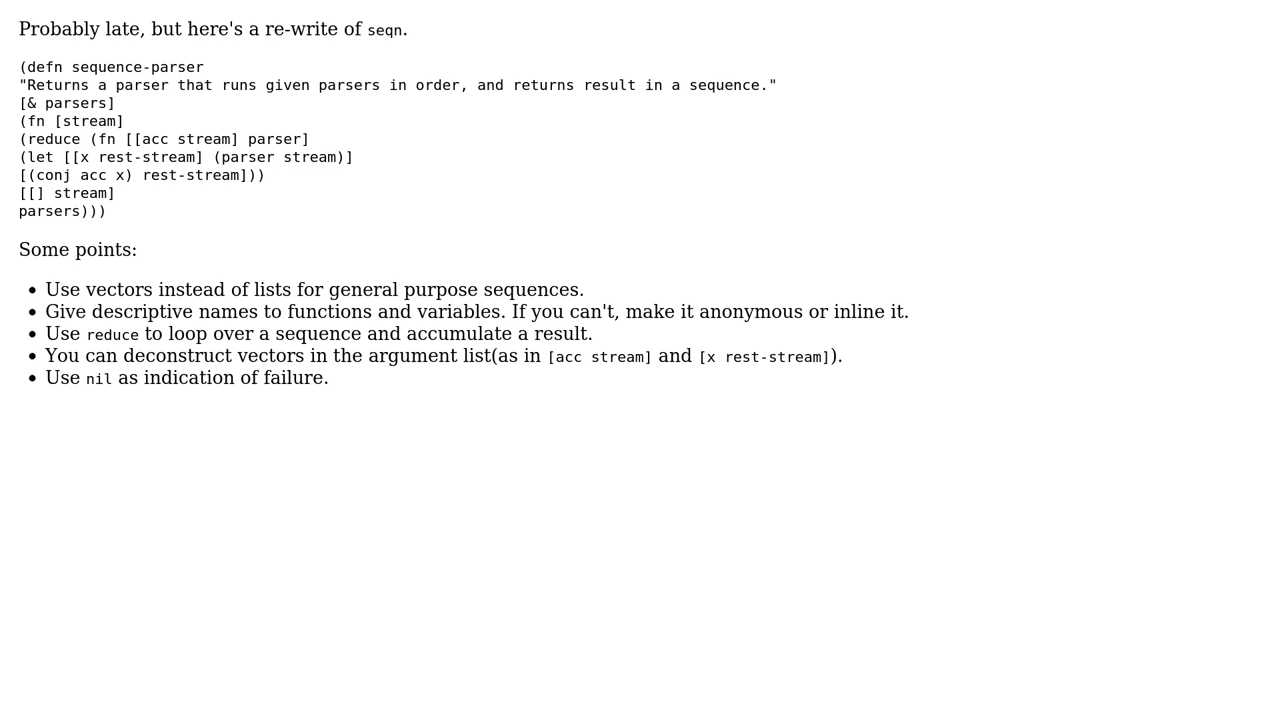 Probably late, but here's a re-write of seqn.
(defn sequence-parser
"Returns a parser that runs given parsers in order, and returns result in a sequence."
[& parsers]
(fn [stream]
(reduce (fn [[acc stream] parser]
(let [[x rest-stream] (parser stream)]
[(conj acc x) rest-stream]))
[[] stream]
parsers)))
Some points:
• Use vectors instead of lists for general purpose sequences.
• Give descriptive names to functions and variables. If you can't, make it anonymous or inline it.
• Use reduce to loop over a sequence and accumulate a result.
• You can deconstruct vectors in the argument list(as in [acc stream] and [x rest-stream]).
• Use nil as indication of failure.